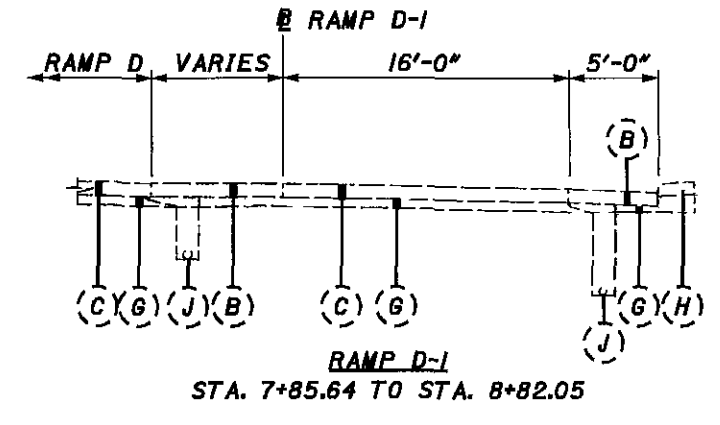 ℄ RAMP D-1
RAMP D VARIES 16'-0" 5'-0"
B
C G J B C G G H
J
RAMP D-1
STA. 7+85.64 TO STA. 8+82.05